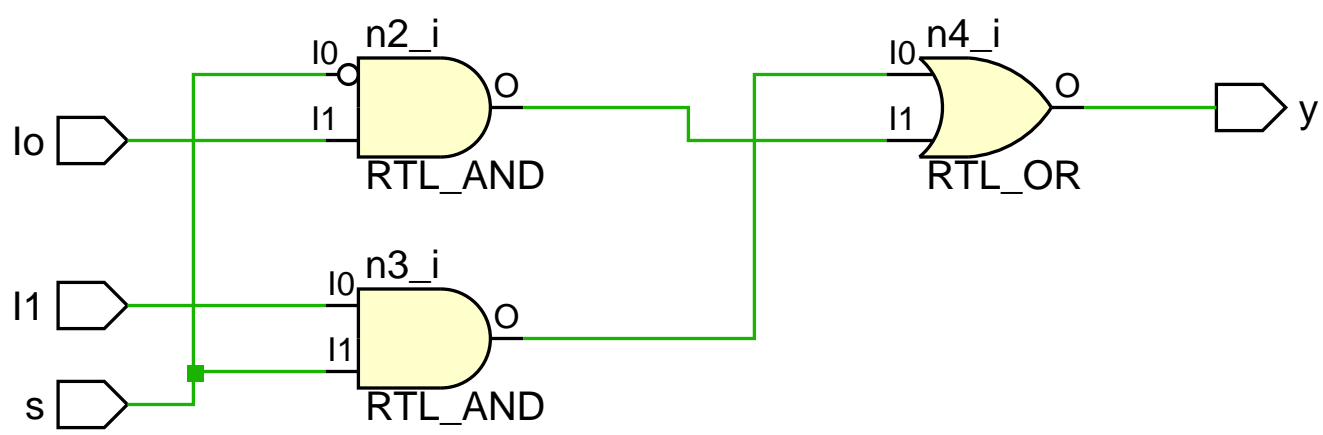 n2_i
n4_i
I0
I0
O
O
I1
I1
Io
y
RTL_AND
RTL_OR
n3_i
I0
I1
O
I1
s
RTL_AND